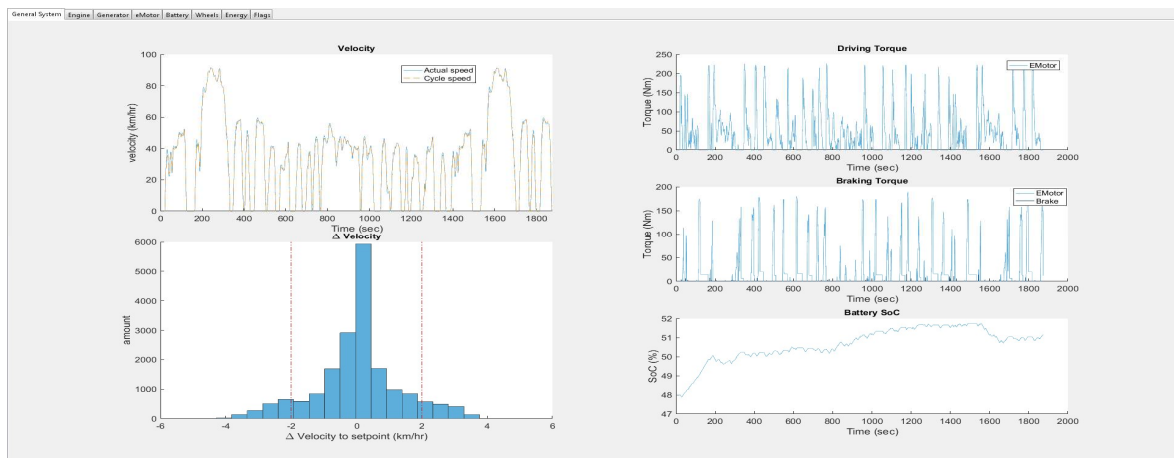 General System Engine Generator eMotor Battery Wheels Energy Flags
Velocity
100
80
60
40
20
0
velocity (km/hr)
Actual speed
Cycle speed
0 200 400 600 800 1000 1200 1400 1600 1800
Time (sec)
Δ Velocity
6000
5000
4000
3000
2000
1000
0
amount
-6 -4 -2 0 2 4 6
Δ Velocity to setpoint (km/hr)
Driving Torque
250
200
150
100
50
0
Torque (Nm)
EMotor
0 200 400 600 800 1000 1200 1400 1600 1800 2000
Time (sec)
Braking Torque
200
150
100
50
0
Torque (Nm)
EMotor
Brake
0 200 400 600 800 1000 1200 1400 1600 1800 2000
Time (sec)
Battery SoC
52
51
50
49
48
47
SoC (%)
0 200 400 600 800 1000 1200 1400 1600 1800 2000
Time (sec)